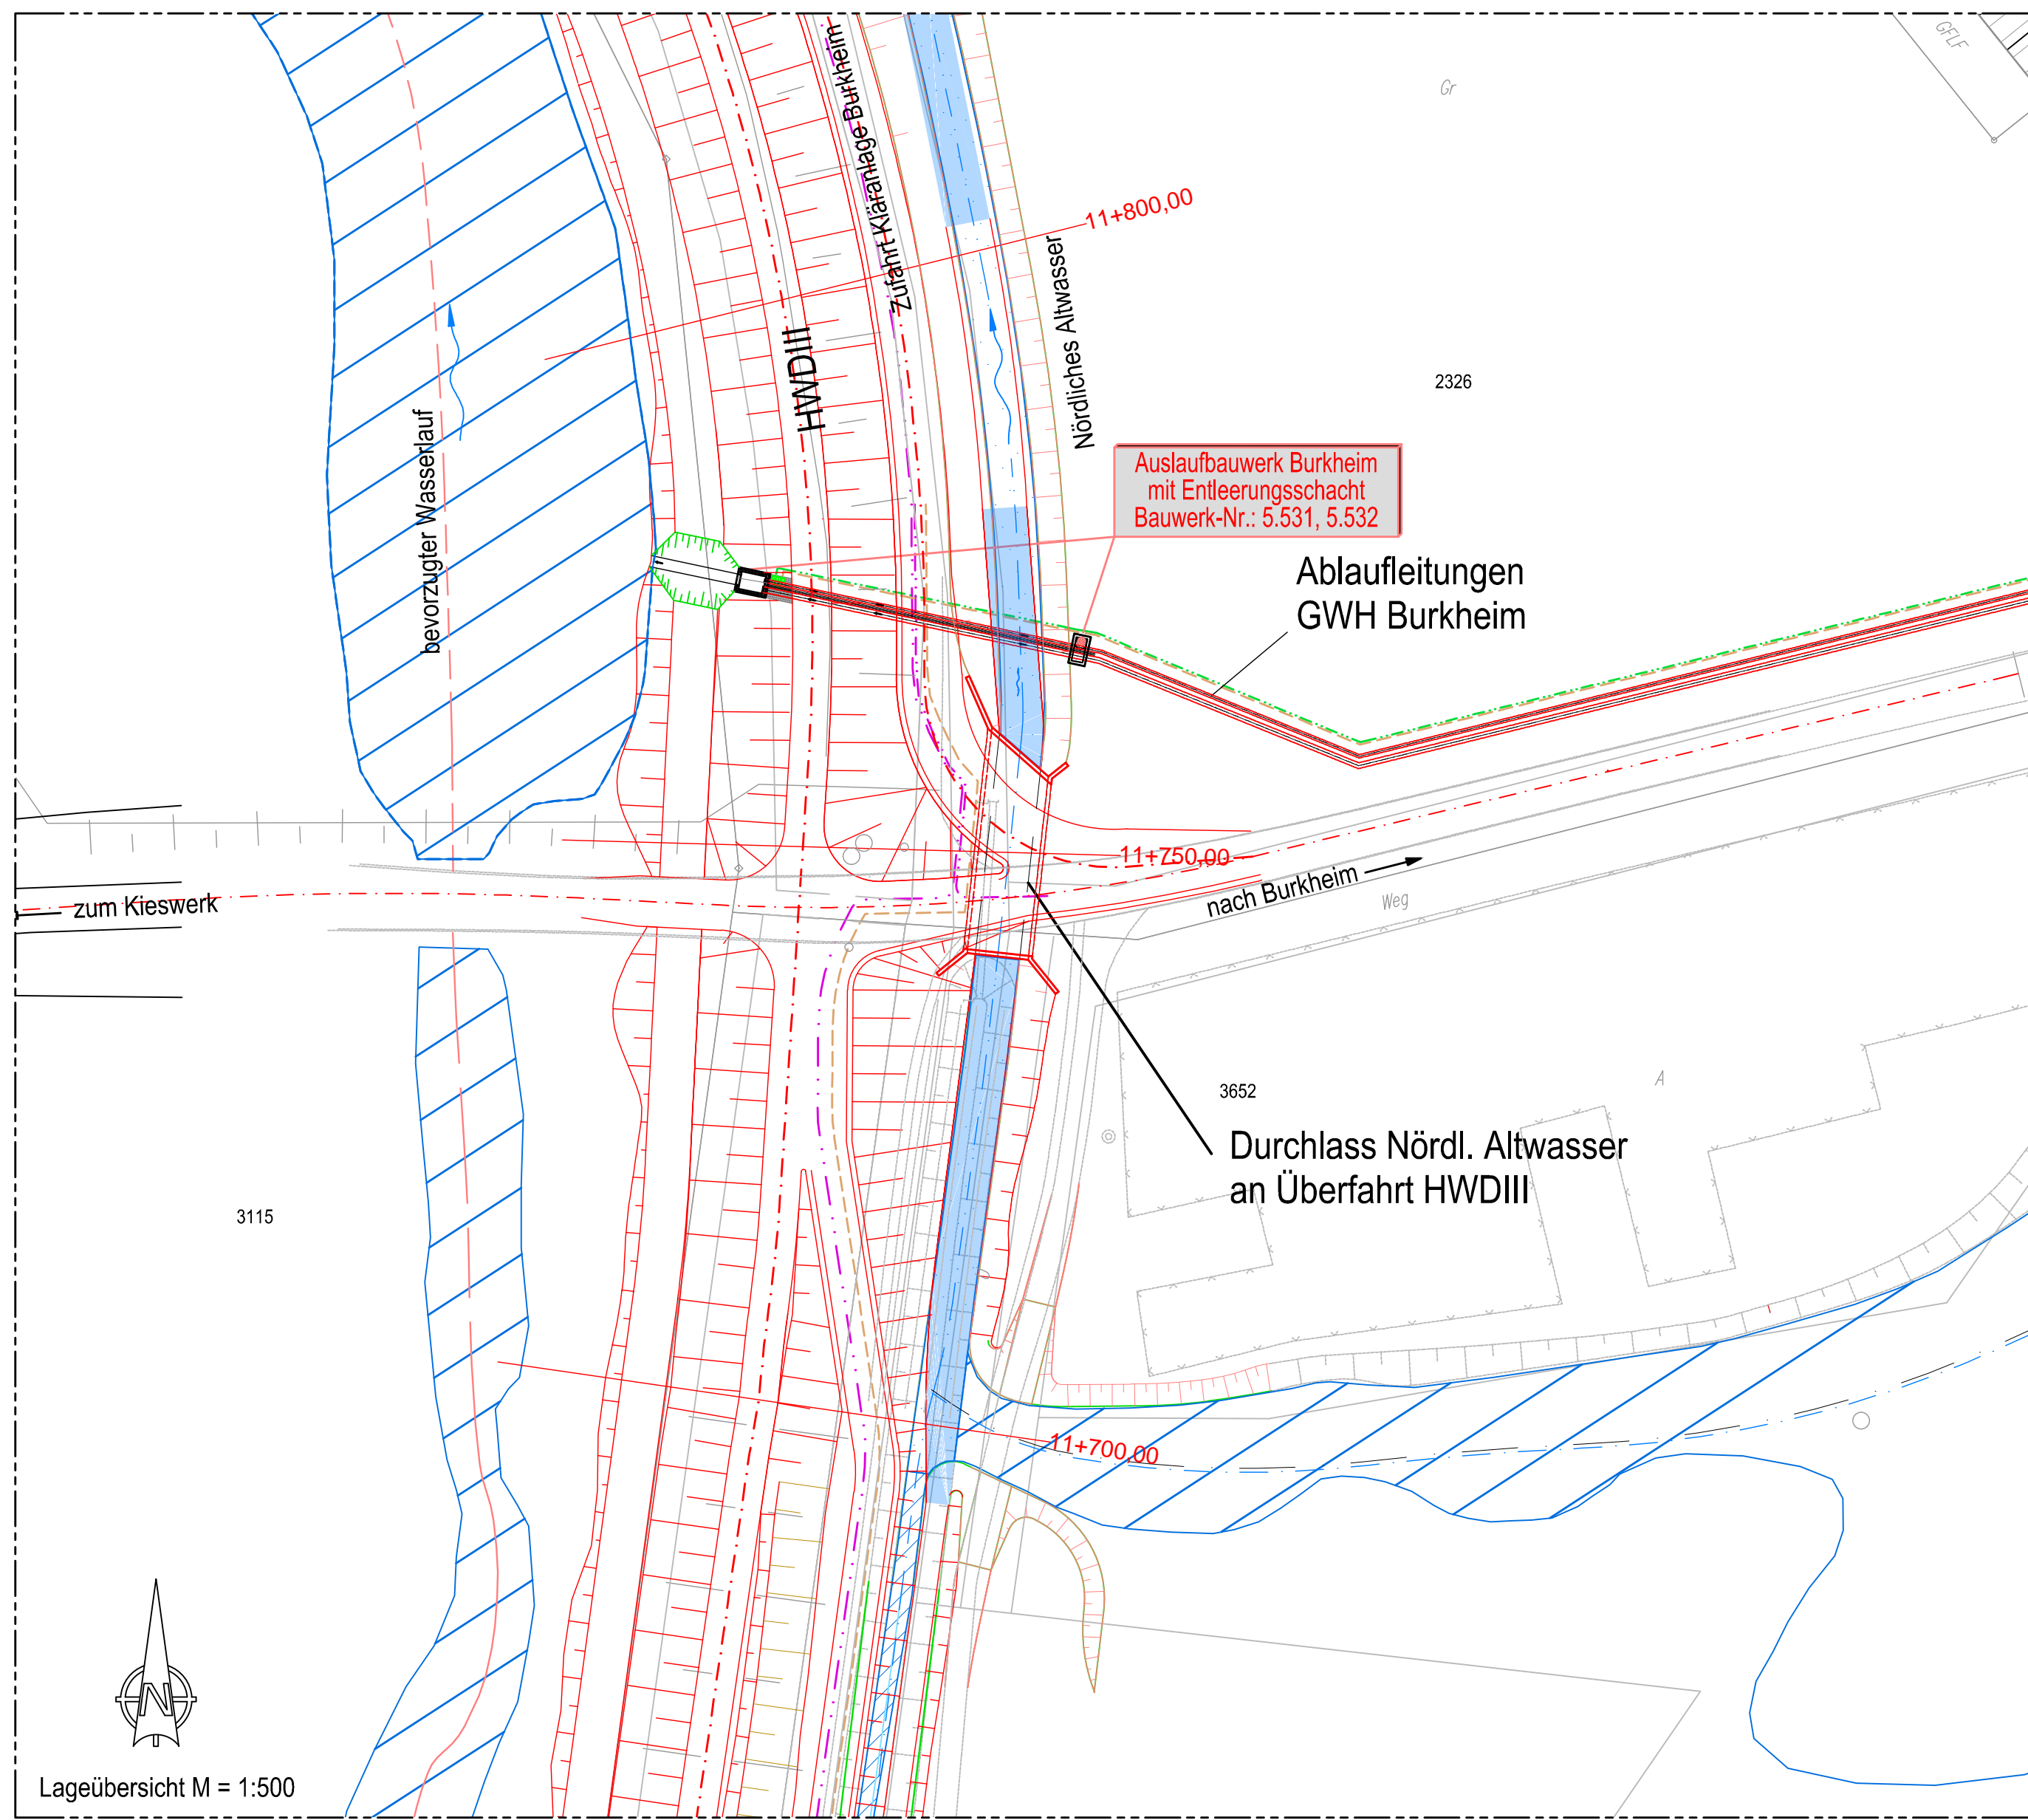 GFLF
Gr
Zufahrt Kläranlage Burkheim
11+800,00
Nördliches Altwasser
HWDIII
2326
bevorzugter Wasserlauf
Auslaufbauwerk Burkheim
mit Entleerungsschacht
Bauwerk-Nr.: 5.531, 5.532
Ablaufleitungen
GWH Burkheim
11+750,00
nach Burkheim
Weg
zum Kieswerk
A
3652
Durchlass Nördl. Altwasser
an Überfahrt HWDIII
3115
11+700,00
N
Lageübersicht M = 1:500